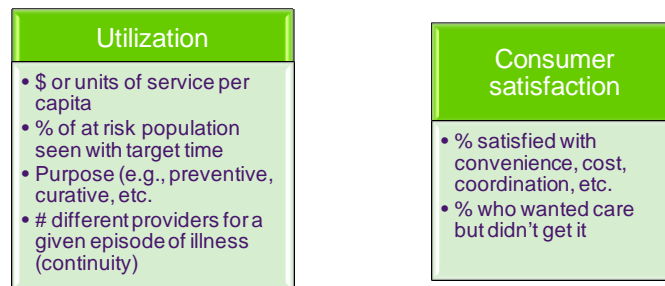 Utilization
• $ or units of service per
capita
• % of at risk population
seen with target time
• Purpose (e.g., preventive,
curative, etc.
• # different providers for a
given episode of illness
(continuity)
Consumer
satisfaction
• % satisfied with
convenience, cost,
coordination, etc.
• % who wanted care
but didn't get it